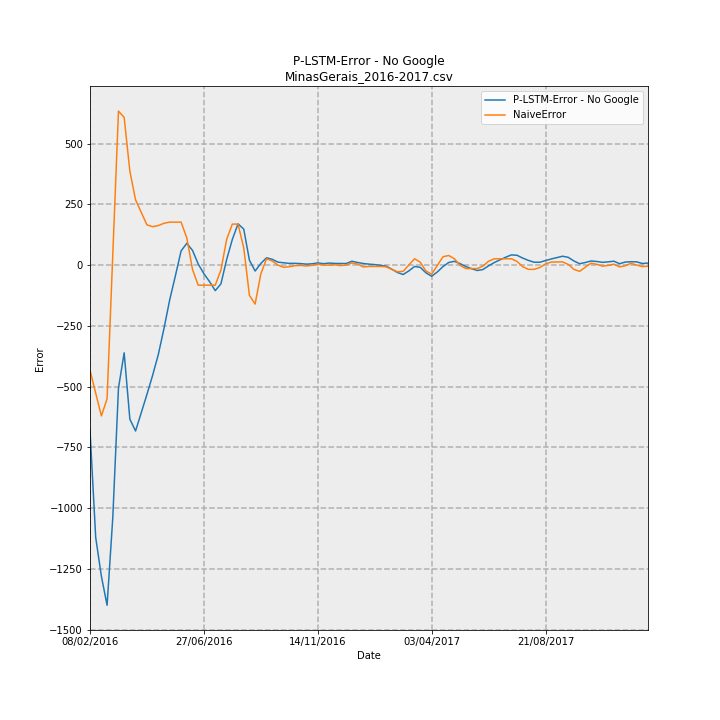 P-LSTM-Error - No Google
MinasGerais_2016-2017.csv
P-LSTM-Error - No Google
NaiveError
500
250
0
−250
−500
−750
−1000
−1250
−1500
Error
08/02/2016
27/06/2016
14/11/2016
03/04/2017
21/08/2017
Date